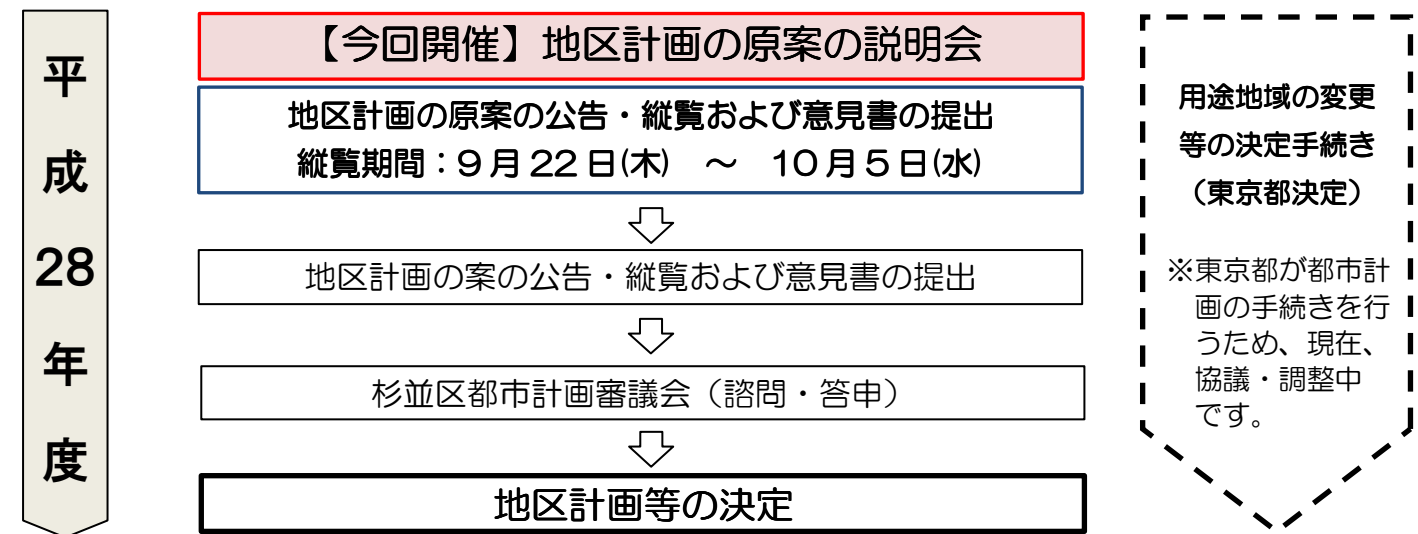 平成28年度
【今回開催】地区計画の原案の説明会
地区計画の原案の公告・縦覧および意見書の提出
縦覧期間：９月22日(木)　～　10月５日(水)
地区計画の案の公告・縦覧および意見書の提出
杉並区都市計画審議会（諮問・答申）
地区計画等の決定
用途地域の変更
等の決定手続き
（東京都決定）
※東京都が都市計
画の手続きを行
うため、現在、
協議・調整中
です。